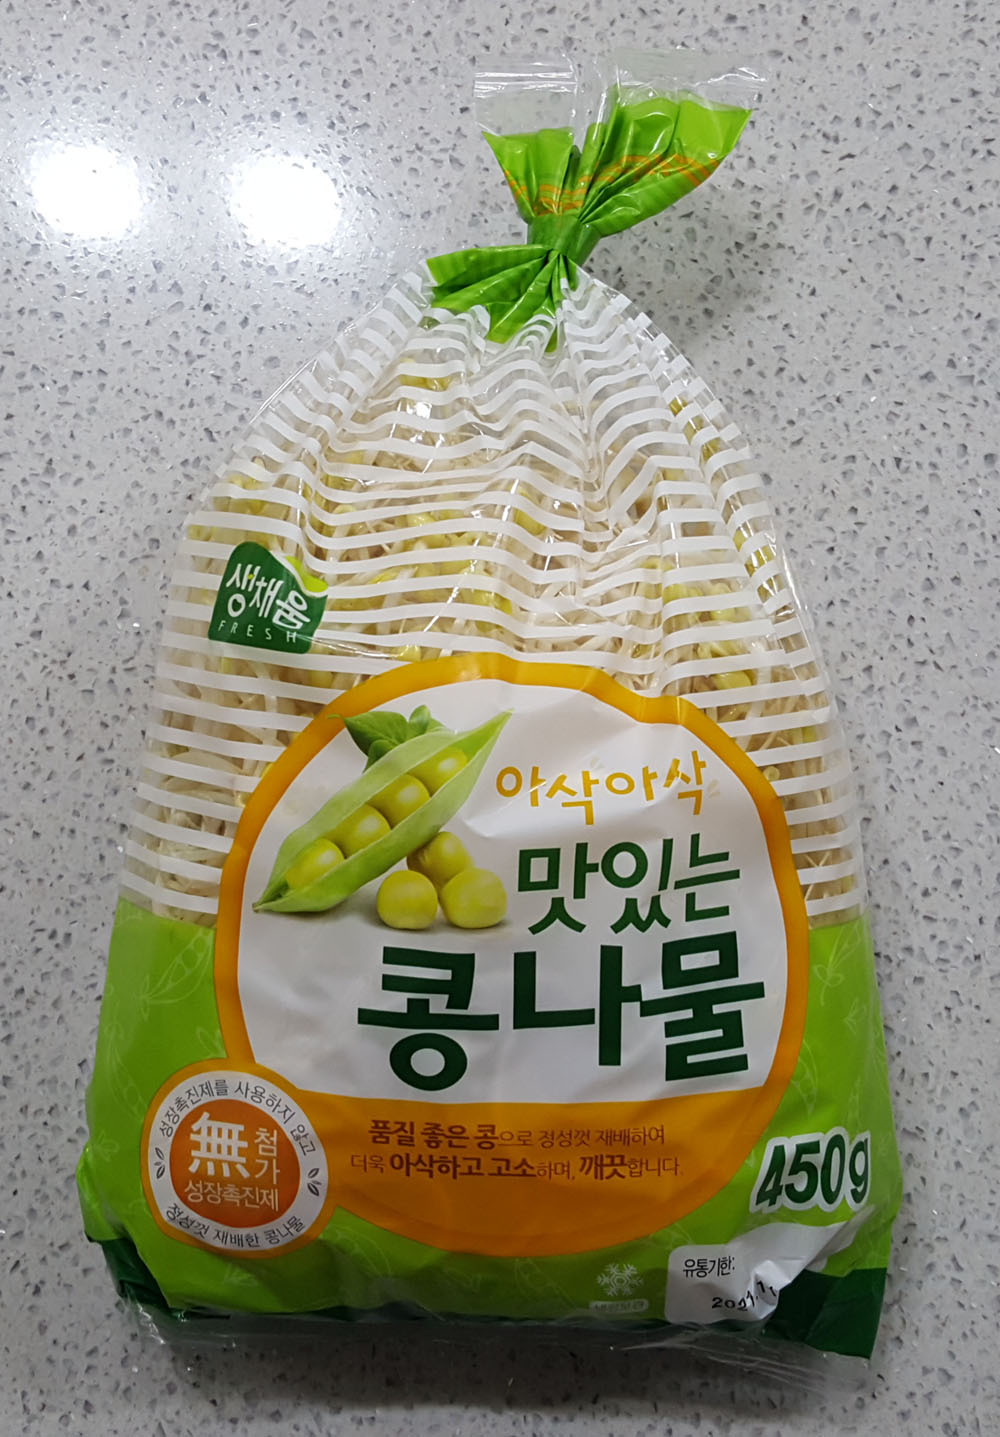 생채움
FRESH
아삭아삭
맛있는
콩나물
품질 좋은 콩으로 정성껏 재배하여
더욱 아삭하고 고소하며, 깨끗합니다.
성장촉진제를 사용하지 않고
無첨가
성장촉진제
정성껏 재배한 콩나물
450g
유통기한:
냉장보관